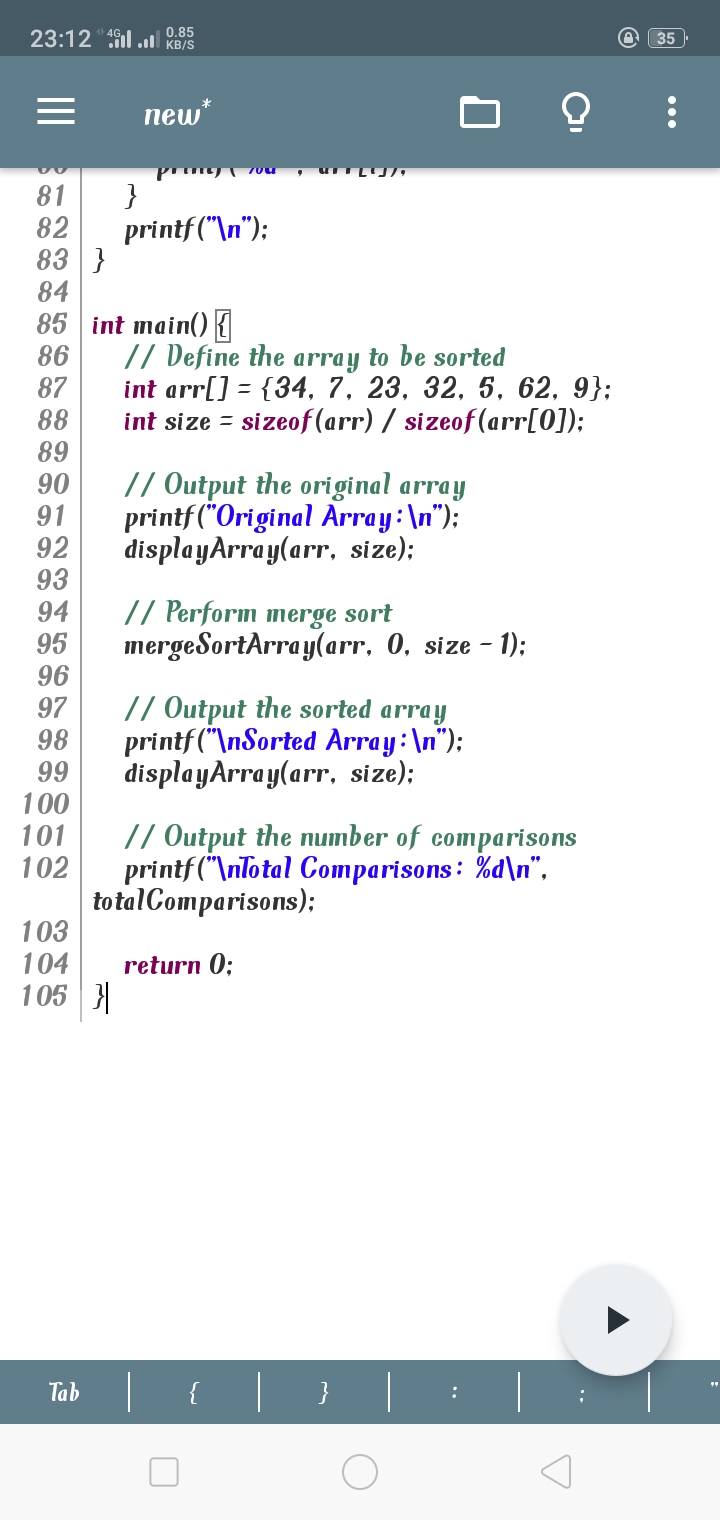 23:12 4G 0.85 KB/S 35
new*
81 }
82 printf("\n");
83 }
84
85 int main() {
86 // Define the array to be sorted
87 int arr[] = {34, 7, 23, 32, 5, 62, 9};
88 int size = sizeof(arr) / sizeof(arr[0]);
89
90 // Output the original array
91 printf("Original Array:\n");
92 displayArray(arr, size);
93
94 // Perform merge sort
95 mergeSortArray(arr, 0, size - 1);
96
97 // Output the sorted array
98 printf("\nSorted Array:\n");
99 displayArray(arr, size);
100
101 // Output the number of comparisons
102 printf("\nTotal Comparisons: %d\n",
totalComparisons);
103
104 return 0;
105 }
Tab { } : ; "